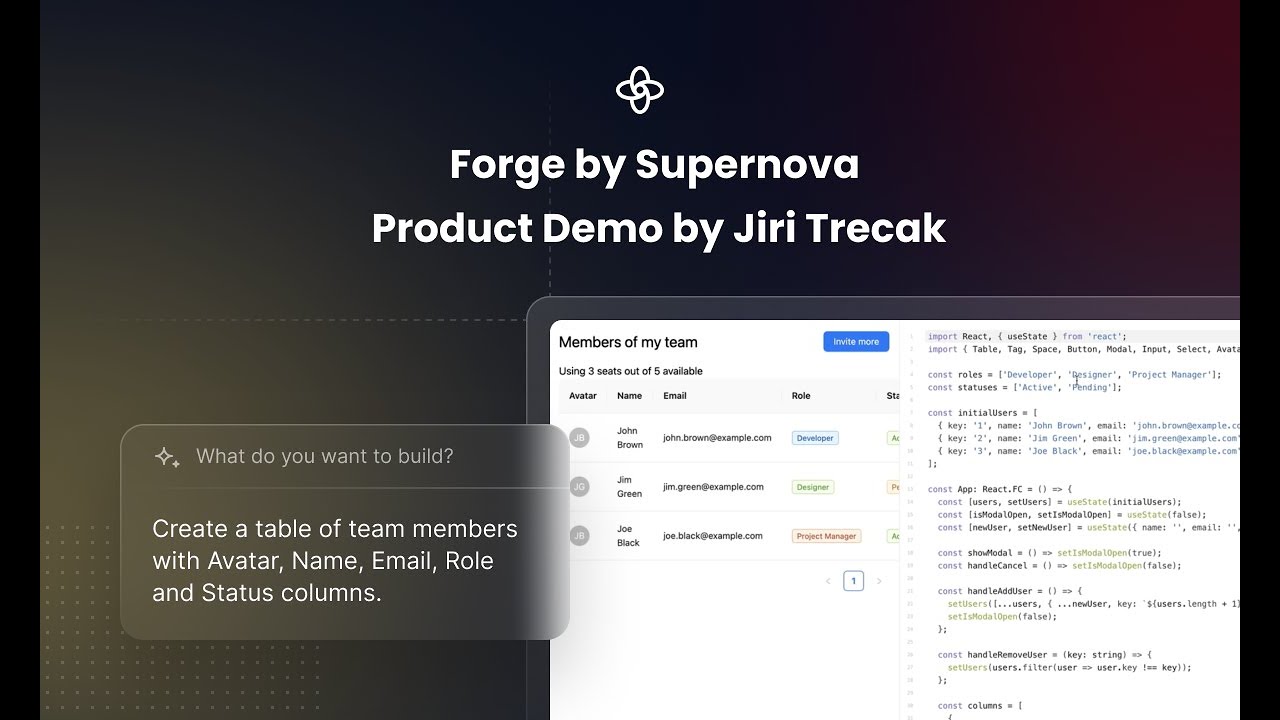 Forge by Supernova
Product Demo by Jiri Trecak
What do you want to build?
Create a table of team members
with Avatar, Name, Email, Role
and Status columns.
Members of my team
Invite more
Using 3 seats out of 5 available
Avatar Name Email Role Sta
JB John Brown john.brown@example.com Developer Ac
JG Jim Green jim.green@example.com Designer Pe
JB Joe Black joe.black@example.com Project Manager Ac
< 1 >
import React, { useState } from 'react';
import { Table, Tag, Space, Button, Modal, Input, Select, Avata
const roles = ['Developer', 'Designer', 'Project Manager'];
const statuses = ['Active', 'Pending'];
const initialUsers = [
{ key: '1', name: 'John Brown', email: 'john.brown@example.co
{ key: '2', name: 'Jim Green', email: 'jim.green@example.com'
{ key: '3', name: 'Joe Black', email: 'joe.black@example.com'
];
const App: React.FC = () => {
const [users, setUsers] = useState(initialUsers);
const [isModalOpen, setIsModalOpen] = useState(false);
const [newUser, setNewUser] = useState({ name: '', email: '',
const showModal = () => setIsModalOpen(true);
const handleCancel = () => setIsModalOpen(false);
const handleAddUser = () => {
setUsers([...users, { ...newUser, key: `${users.length + 1}
setIsModalOpen(false);
};
const handleRemoveUser = (key: string) => {
setUsers(users.filter(user => user.key !== key));
};
const columns = [
{